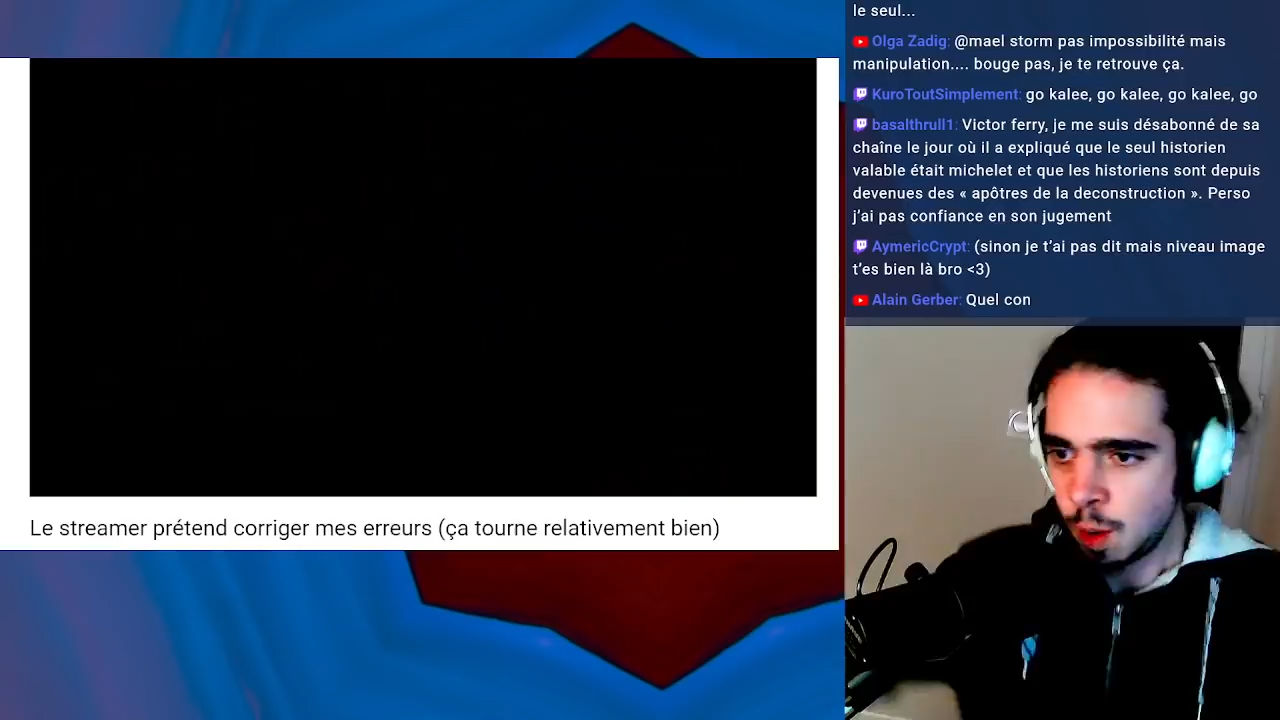 le seul...
Olga Zadig: @mael storm pas impossibilité mais
manipulation.... bouge pas, je te retrouve ça.
KuroToutSimplement: go kalee, go kalee, go kalee, go
basalthrull1: Victor ferry, je me suis désabonné de sa
chaîne le jour où il a expliqué que le seul historien
valable était michelet et que les historiens sont depuis
devenues des « apôtres de la deconstruction ». Perso
j’ai pas confiance en son jugement
AymericCrypt: (sinon je t’ai pas dit mais niveau image
t’es bien là bro <3)
Alain Gerber: Quel con
Le streamer prétend corriger mes erreurs (ça tourne relativement bien)